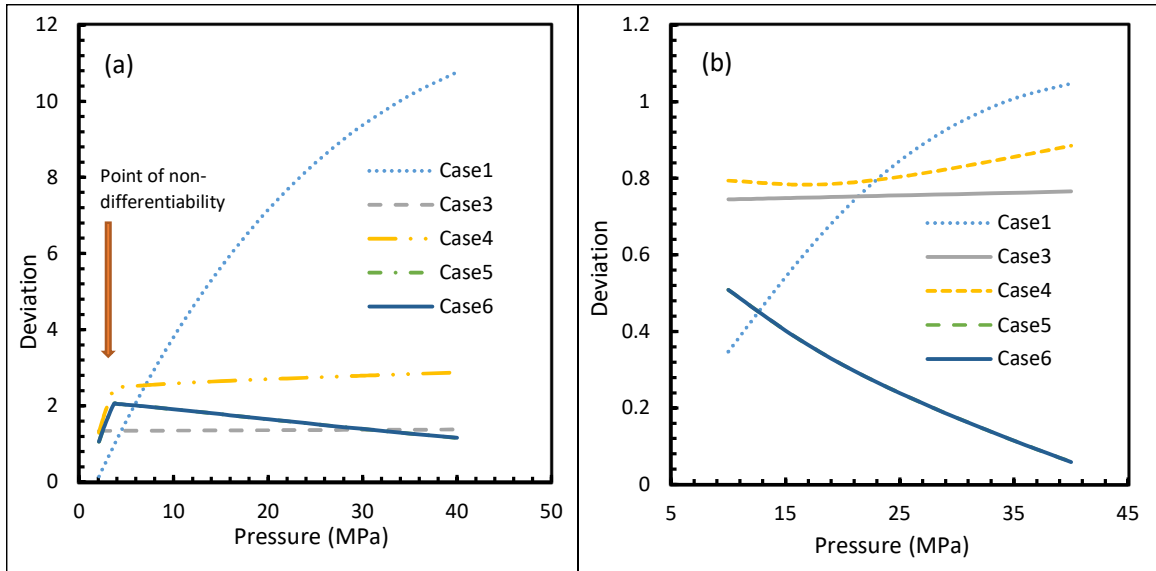 (a)
12
10
8
6
4
2
0
Deviation
Point of non-
differentiability
Case1
Case3
Case4
Case5
Case6
0 10 20 30 40 50
Pressure (MPa)
(b)
1.2
1
0.8
0.6
0.4
0.2
0
Deviation
Case1
Case3
Case4
Case5
Case6
5 15 25 35 45
Pressure (MPa)